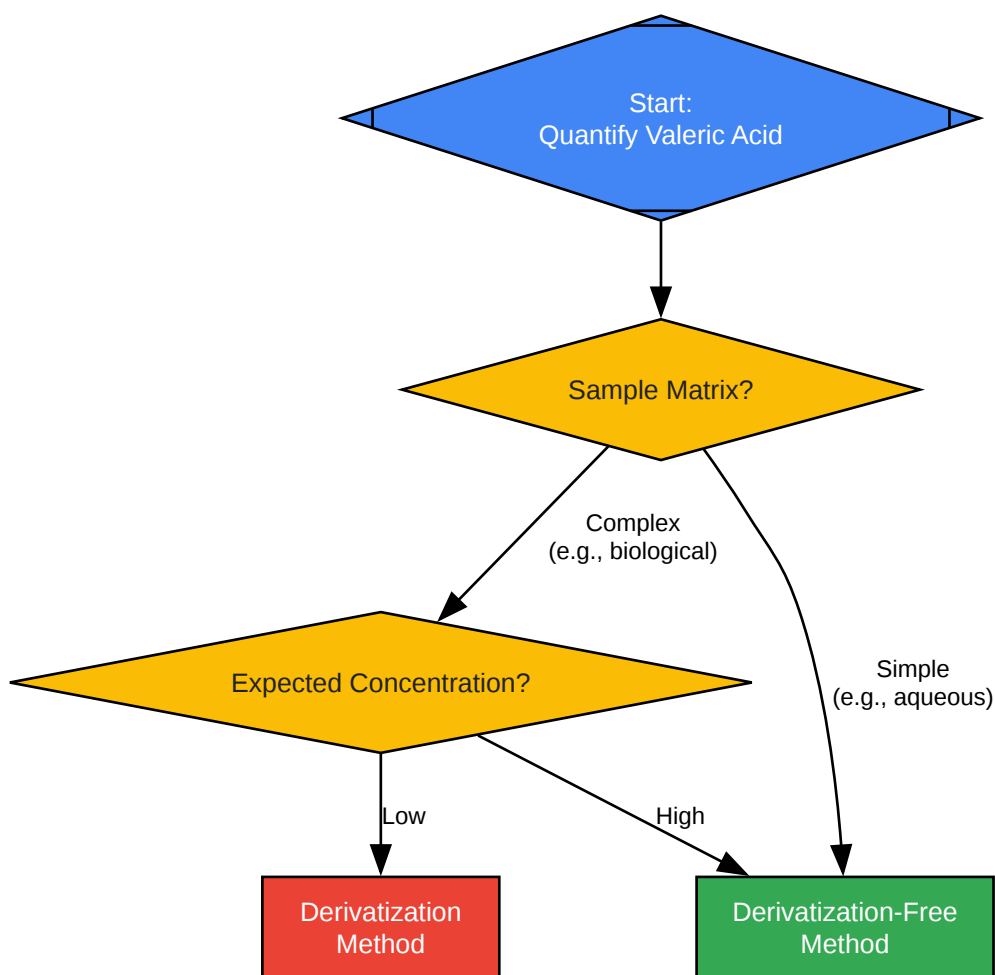 Start:
Quantify Valeric Acid
Sample Matrix?
Complex
(e.g., biological)
Simple
(e.g., aqueous)
Expected Concentration?
Low
High
Derivatization
Method
Derivatization-Free
Method